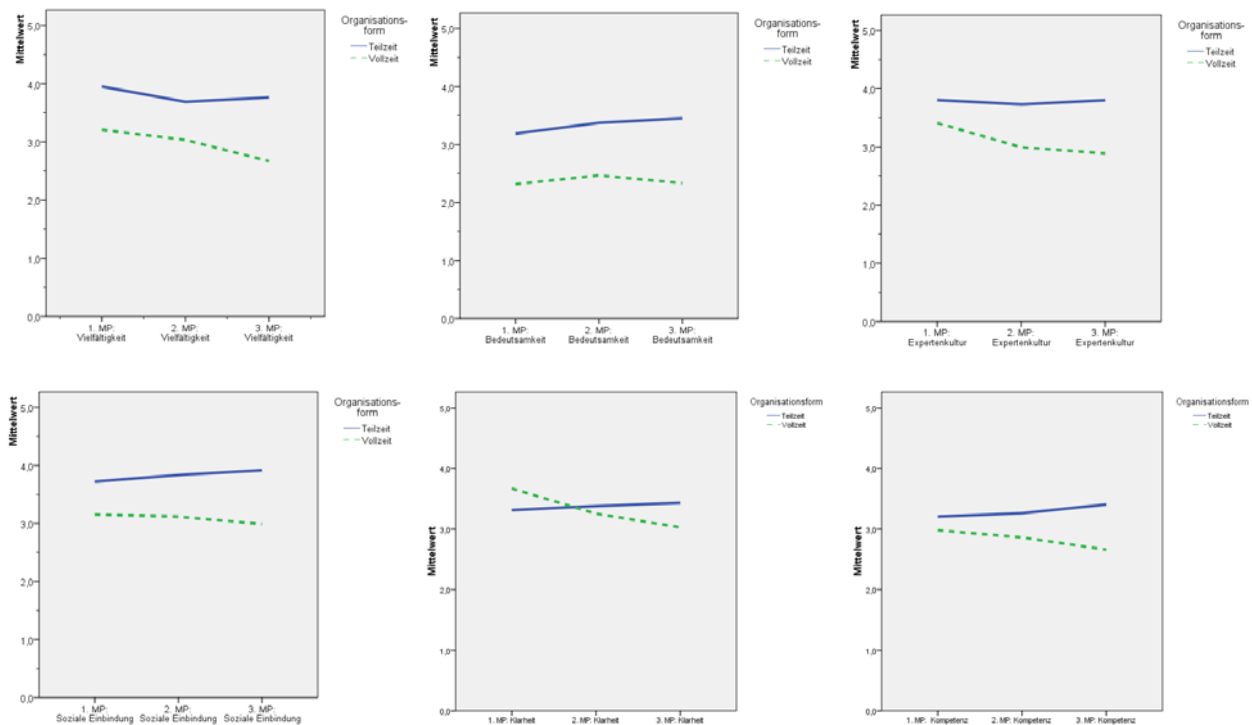 Mittelwert
5,0
4,0
3,0
2,0
1,0
0,0
1. MP:
Vielfältigkeit
2. MP:
Vielfältigkeit
3. MP:
Vielfältigkeit
Organisations-
form
Teilzeit
Vollzeit
Mittelwert
5,0
4,0
3,0
2,0
1,0
0,0
1. MP:
Bedeutsamkeit
2. MP:
Bedeutsamkeit
3. MP:
Bedeutsamkeit
Organisations-
form
Teilzeit
Vollzeit
Mittelwert
5,0
4,0
3,0
2,0
1,0
0,0
1. MP:
Expertenkultur
2. MP:
Expertenkultur
3. MP:
Expertenkultur
Organisations-
form
Teilzeit
Vollzeit
Mittelwert
5,0
4,0
3,0
2,0
1,0
0,0
1. MP:
Soziale Einbindung
2. MP:
Soziale Einbindung
3. MP:
Soziale Einbindung
Organisations-
form
Teilzeit
Vollzeit
Mittelwert
5,0
4,0
3,0
2,0
1,0
0,0
1. MP: Klarheit
2. MP: Klarheit
3. MP: Klarheit
Organisationsform
Teilzeit
Vollzeit
Mittelwert
5,0
4,0
3,0
2,0
1,0
0,0
1. MP: Kompetenz
2. MP: Kompetenz
3. MP: Kompetenz
Organisationsform
Teilzeit
Vollzeit